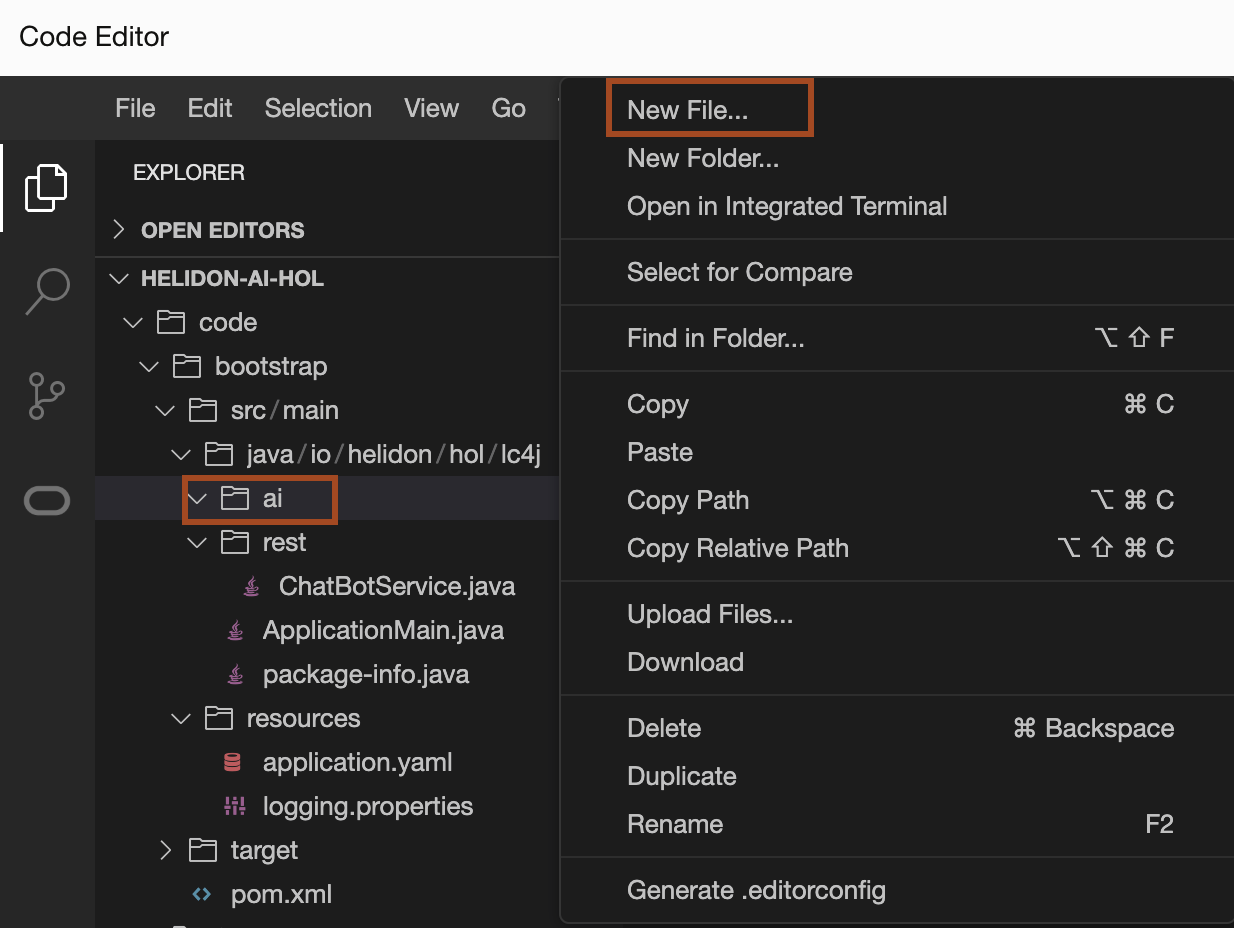 Code Editor
File Edit Selection View Go
EXPLORER
OPEN EDITORS
HELIDON-AI-HOL
code
bootstrap
src/main
java/io/helidon/hol/lc4j
ai
rest
ChatBotService.java
ApplicationMain.java
package-info.java
resources
application.yaml
logging.properties
target
pom.xml
New File...
New Folder...
Open in Integrated Terminal
Select for Compare
Find in Folder... ⌥ ⇧ F
Copy ⌘ C
Paste
Copy Path ⌥ ⌘ C
Copy Relative Path ⌥ ⇧ ⌘ C
Upload Files...
Download
Delete ⌘ Backspace
Duplicate
Rename F2
Generate .editorconfig